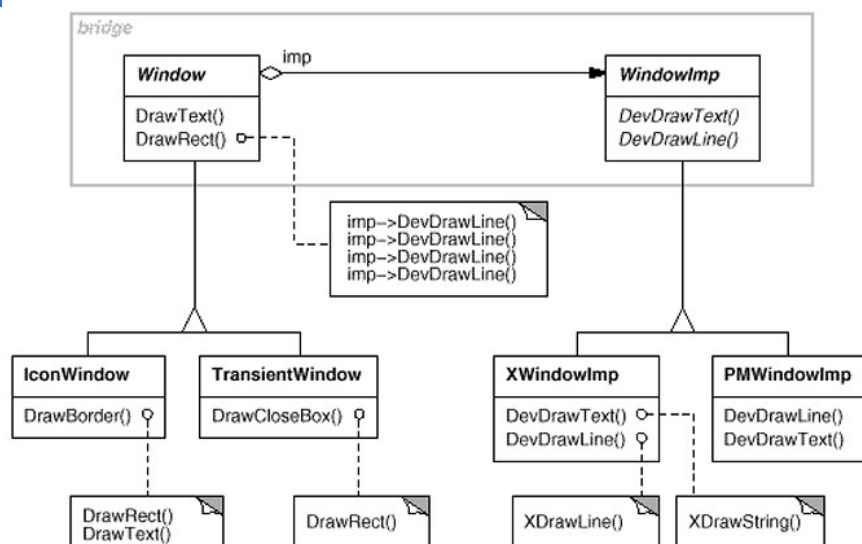 bridge
imp
Window
DrawText()
DrawRect()
WindowImp
DevDrawText()
DevDrawLine()
imp->DevDrawLine()
imp->DevDrawLine()
imp->DevDrawLine()
imp->DevDrawLine()
IconWindow
DrawBorder()
TransientWindow
DrawCloseBox()
XWindowImp
DevDrawText()
DevDrawLine()
PMWindowImp
DevDrawLine()
DevDrawText()
DrawRect()
DrawText()
DrawRect()
XDrawLine()
XDrawString()